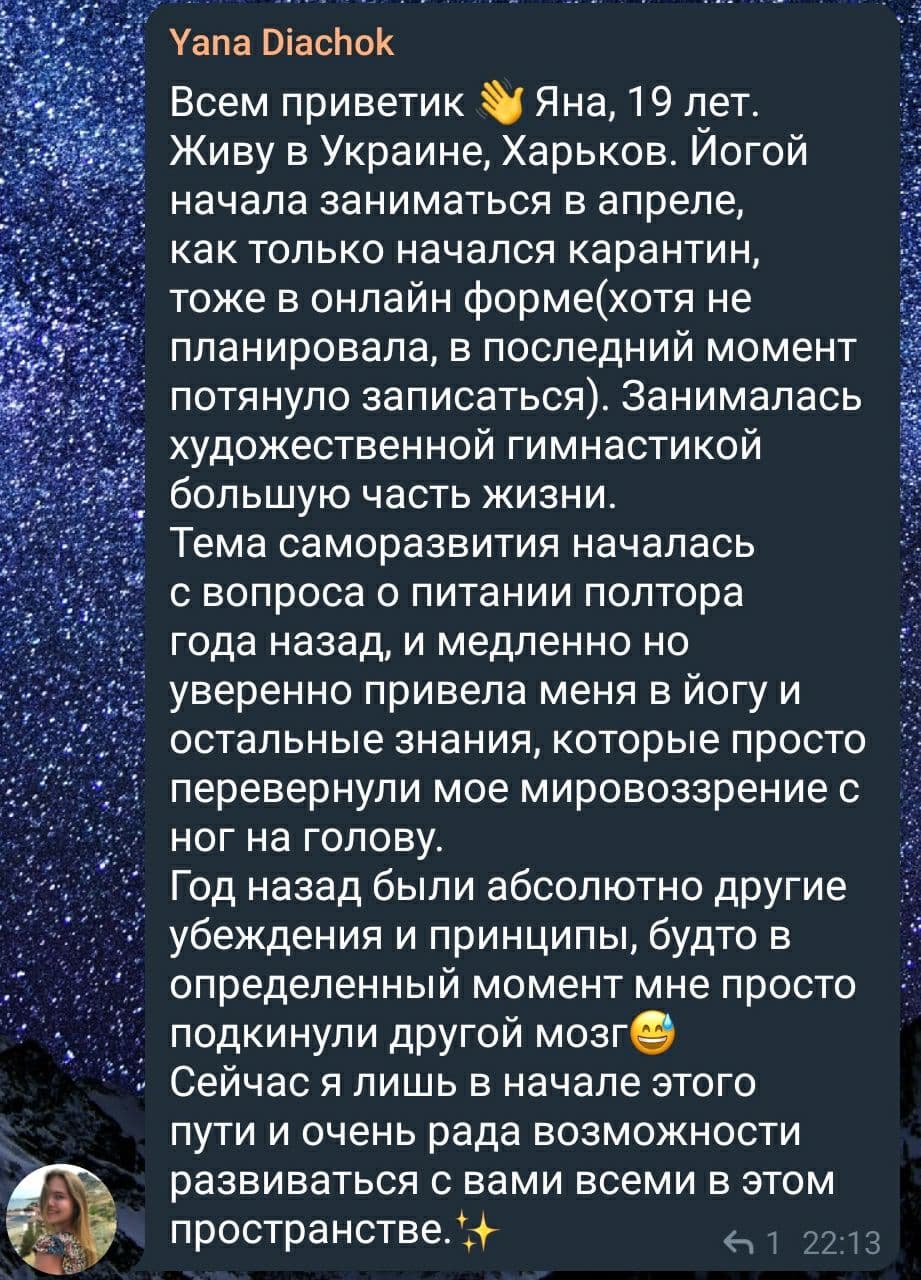 Yana Diachok
Всем приветик 👋 Яна, 19 лет.
Живу в Украине, Харьков. Йогой
начала заниматься в апреле,
как только начался карантин,
тоже в онлайн форме(хотя не
планировала, в последний момент
потянуло записаться). Занималась
художественной гимнастикой
большую часть жизни.
Тема саморазвития началась
с вопроса о питании полтора
года назад, и медленно но
уверенно привела меня в йогу и
остальные знания, которые просто
перевернули мое мировоззрение с
ног на голову.
Год назад были абсолютно другие
убеждения и принципы, будто в
определенный момент мне просто
подкинули другой мозг😅
Сейчас я лишь в начале этого
пути и очень рада возможности
развиваться с вами всеми в этом
пространстве.✨
1 22:13